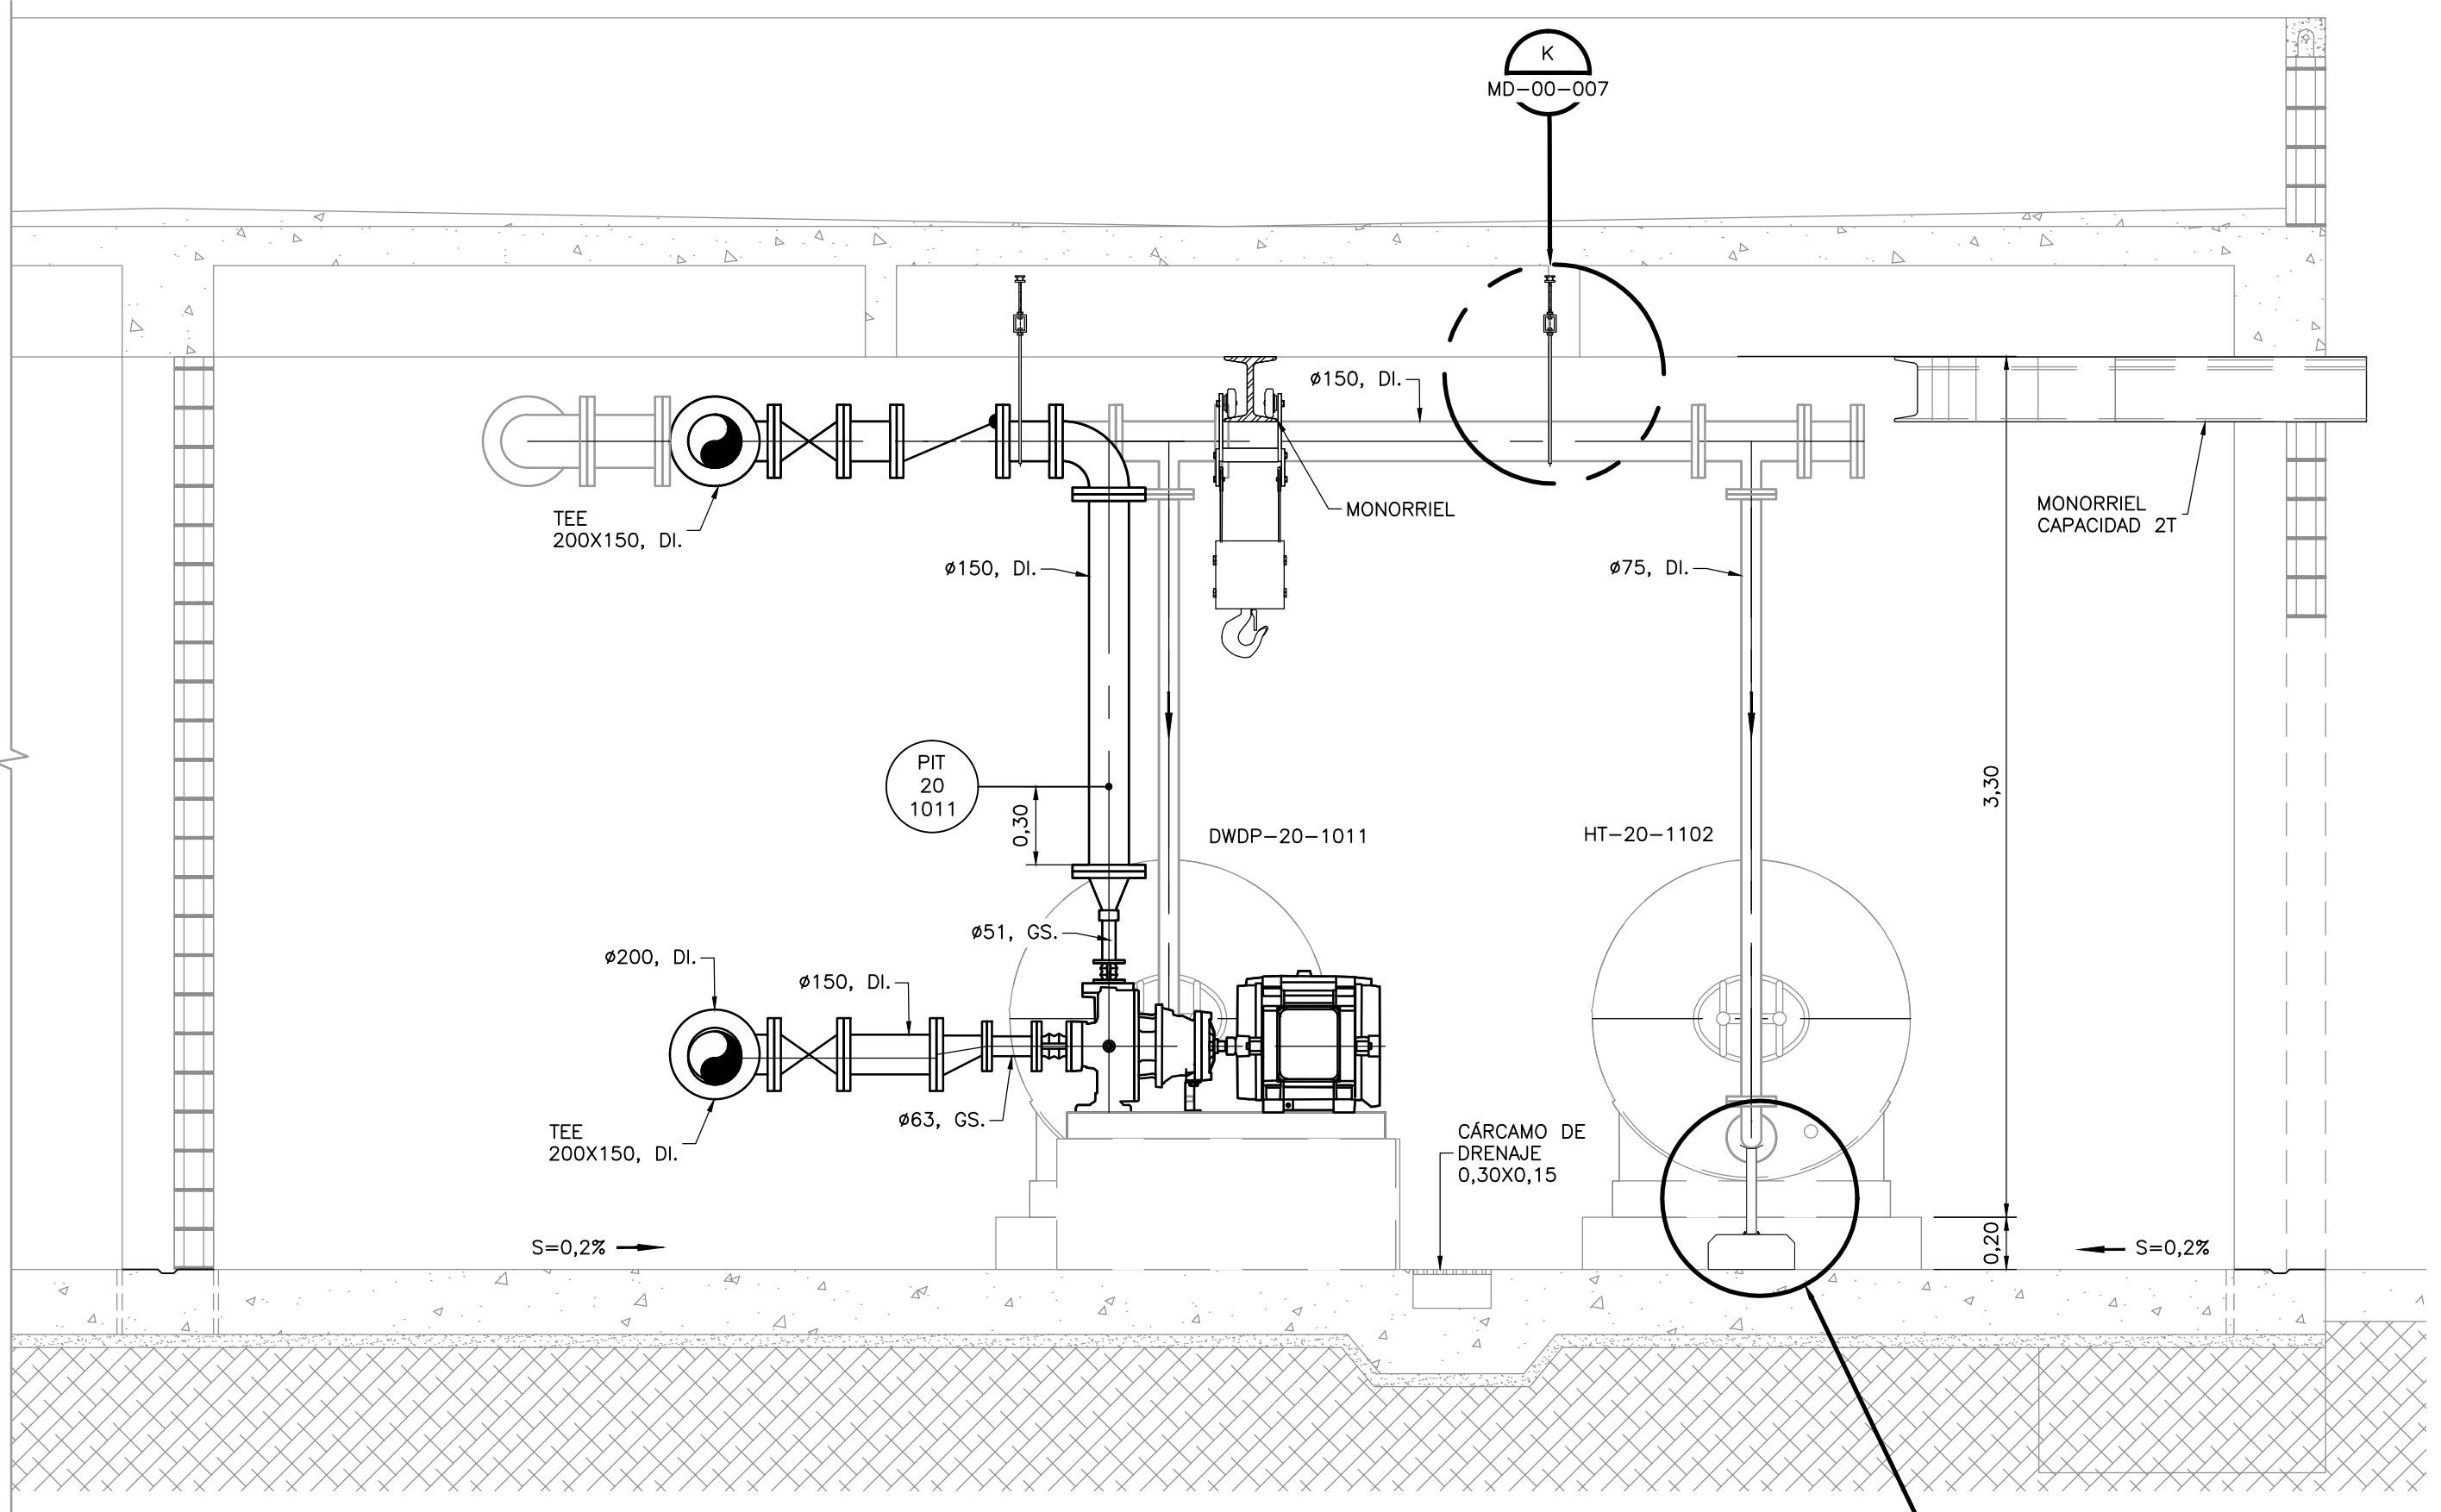 K
MD-00-007
ø150, DI.
TEE
200X150, DI.
MONORRIEL
MONORRIEL
CAPACIDAD 2T
ø150, DI.
ø75, DI.
PIT
20
1011
0,30
3,30
DWDP-20-1011
HT-20-1102
ø51, GS.
ø200, DI.
ø150, DI.
ø63, GS.
TEE
200X150, DI.
CÁRCAMO DE
DRENAJE
0,30X0,15
S=0,2%
0,20
S=0,2%